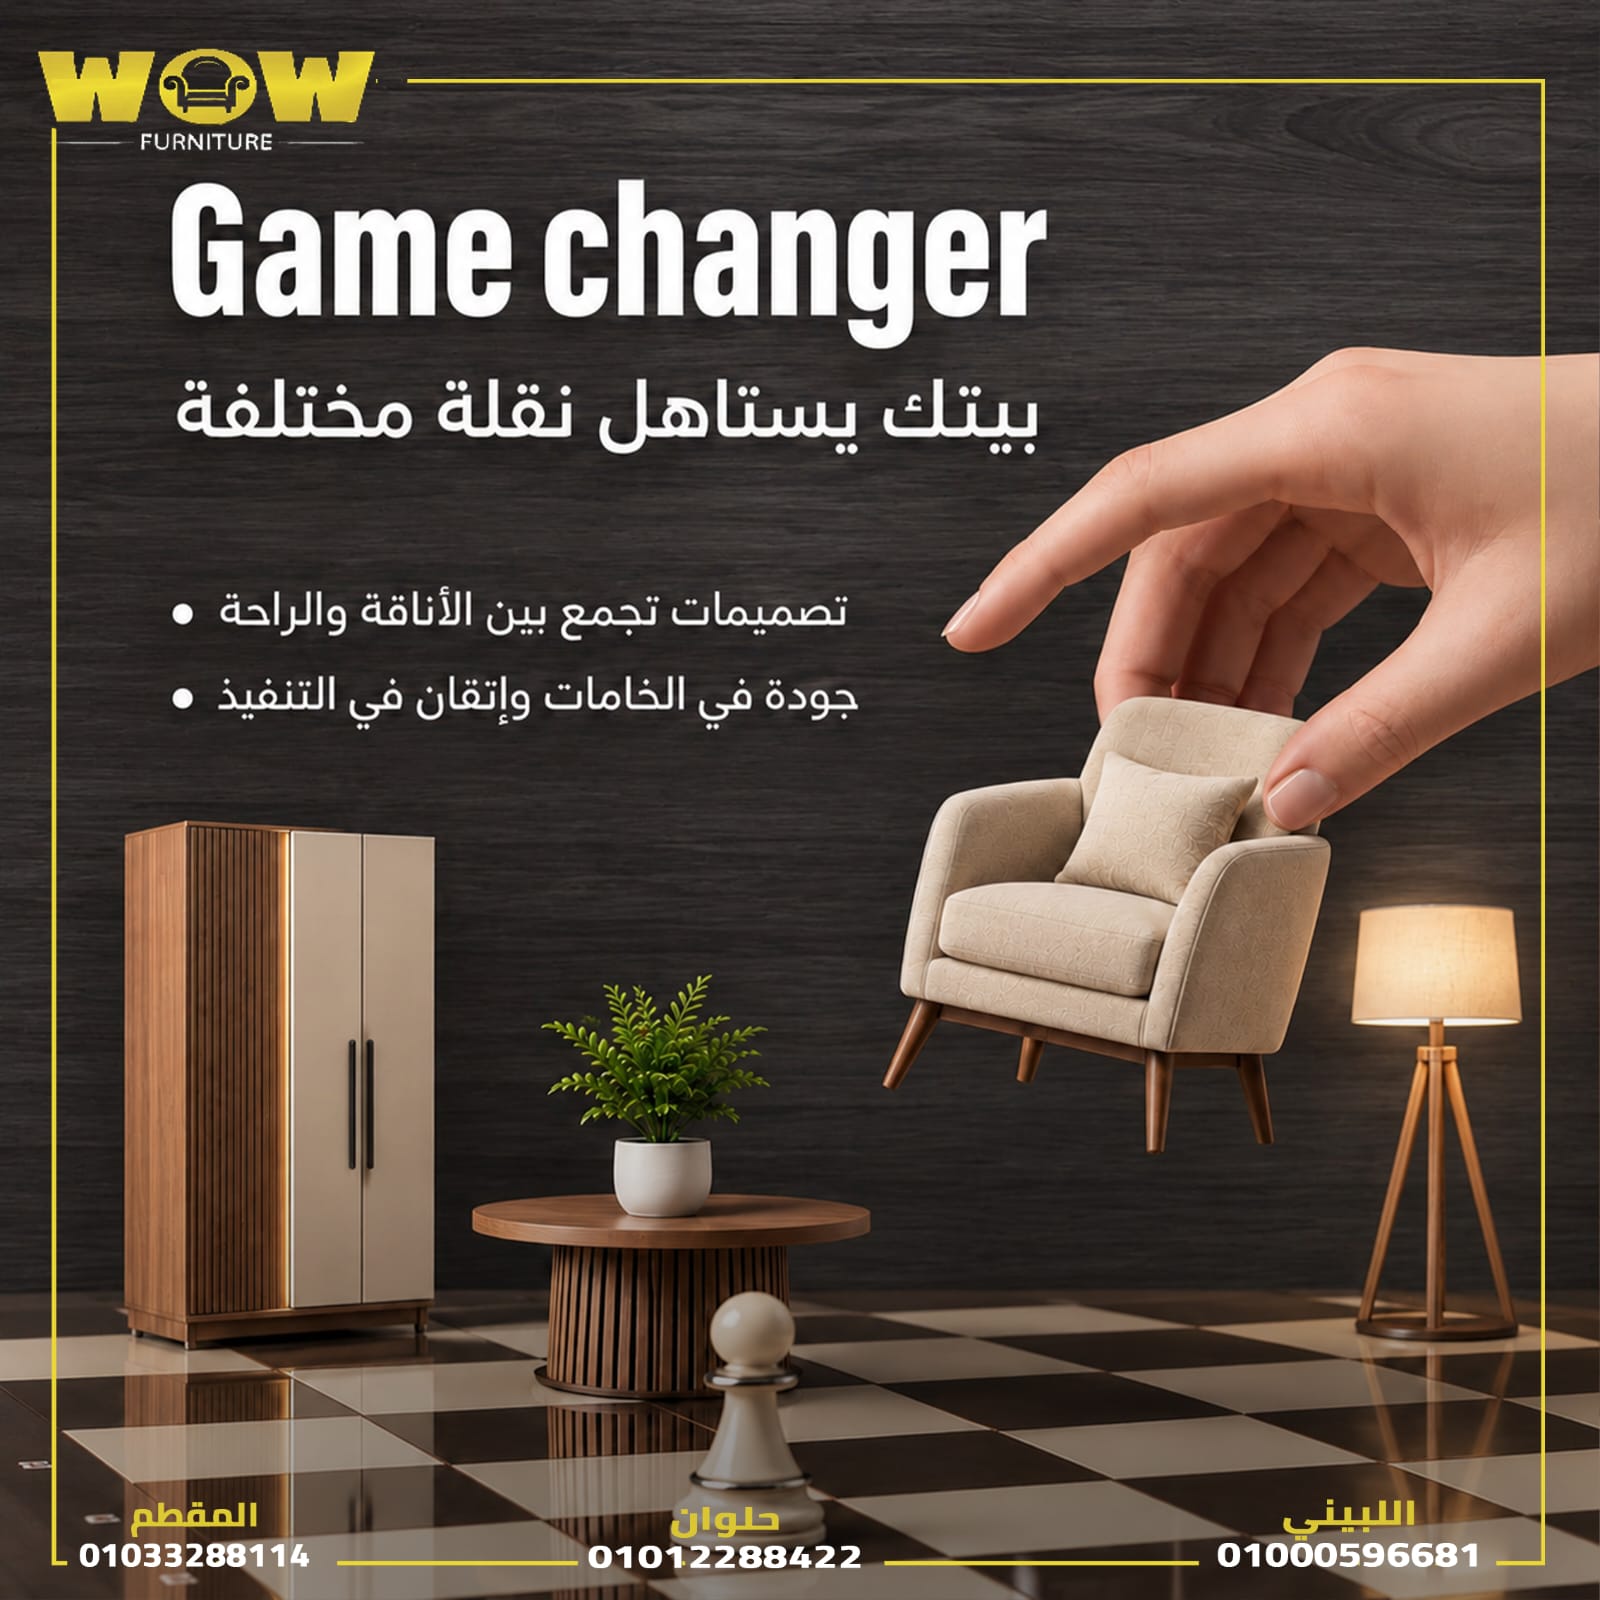 WOW
FURNITURE
Game changer
بيتك يستاهل نقلة مختلفة
تصميمات تجمع بين الأناقة والراحة
جودة في الخامات وإتقان في التنفيذ
المقطم
01033288114
حلوان
01012288422
اللبيني
01000596681